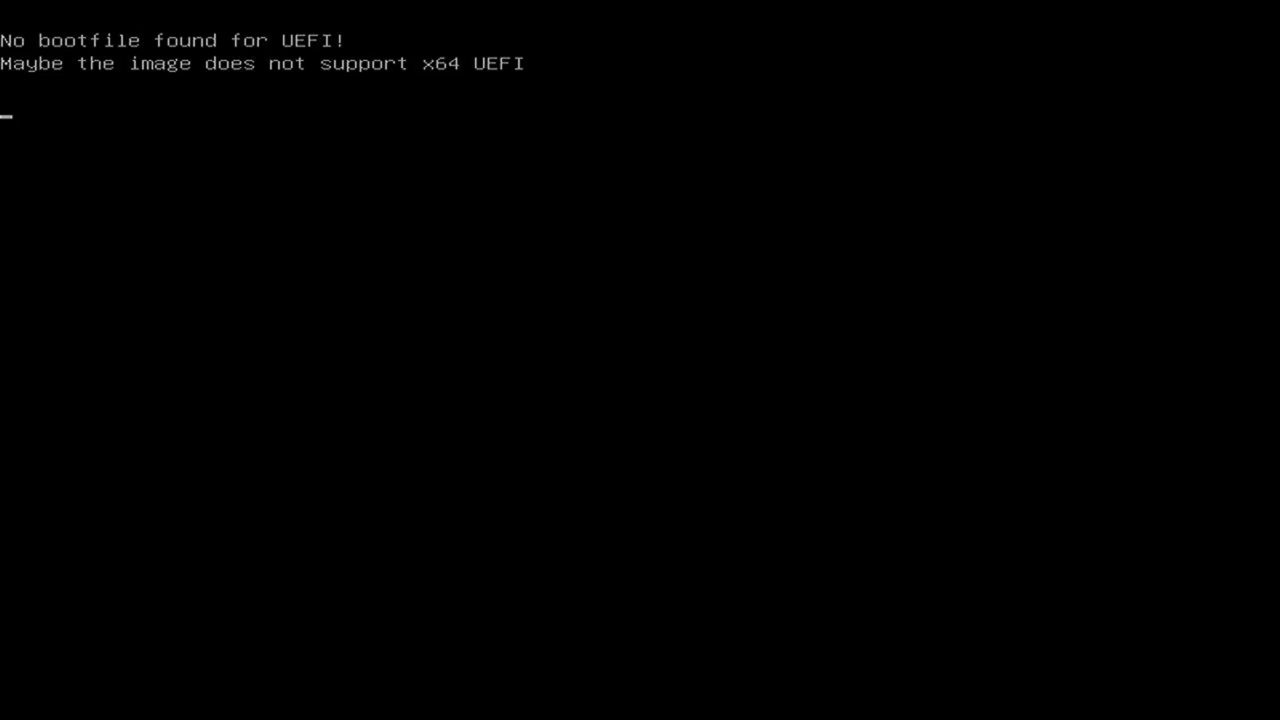 No bootfile found for UEFI!
Maybe the image does not support x64 UEFI